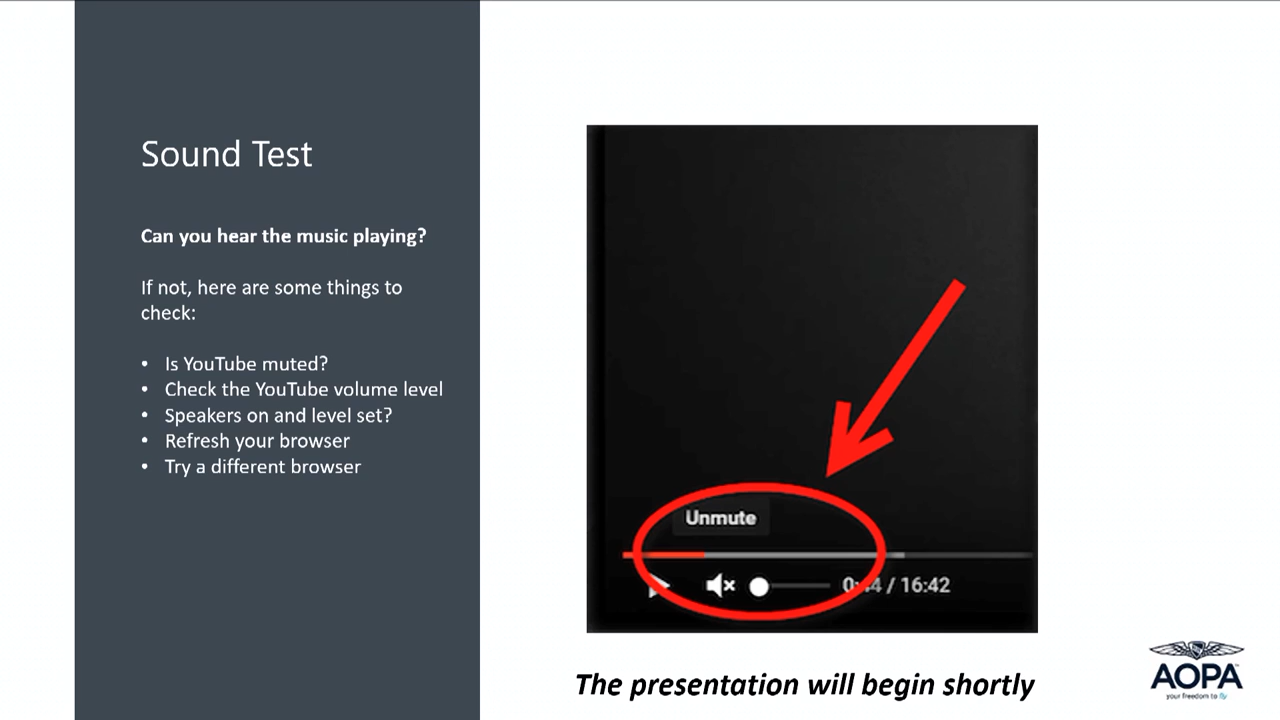 Sound Test
Can you hear the music playing?
If not, here are some things to
check:
• Is YouTube muted?
• Check the YouTube volume level
• Speakers on and level set?
• Refresh your browser
• Try a different browser
Unmute
/ 16:42
The presentation will begin shortly
AOPA
your freedom to fly